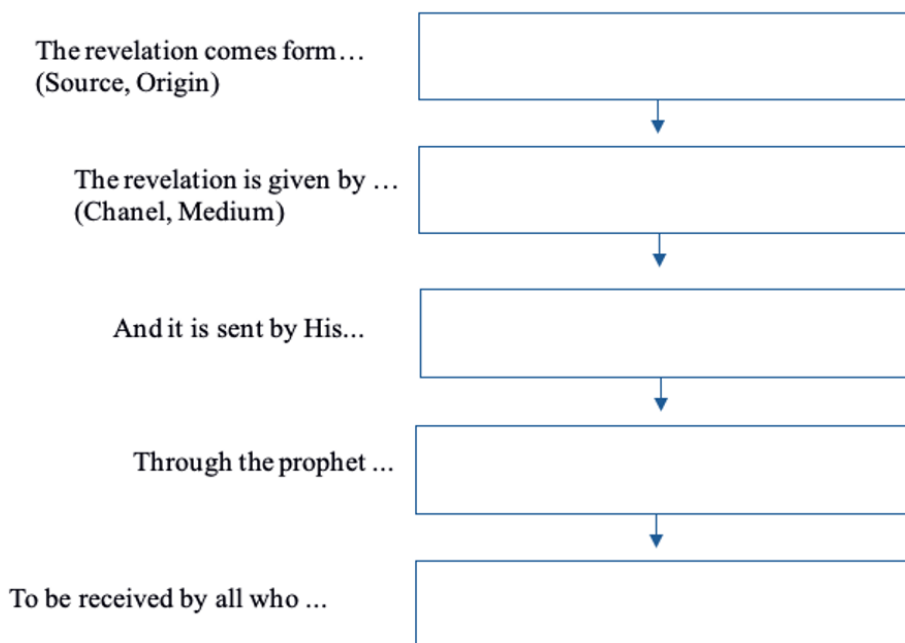 The revelation comes form…
(Source, Origin)
The revelation is given by …
(Chanel, Medium)
And it is sent by His…
Through the prophet …
To be received by all who …